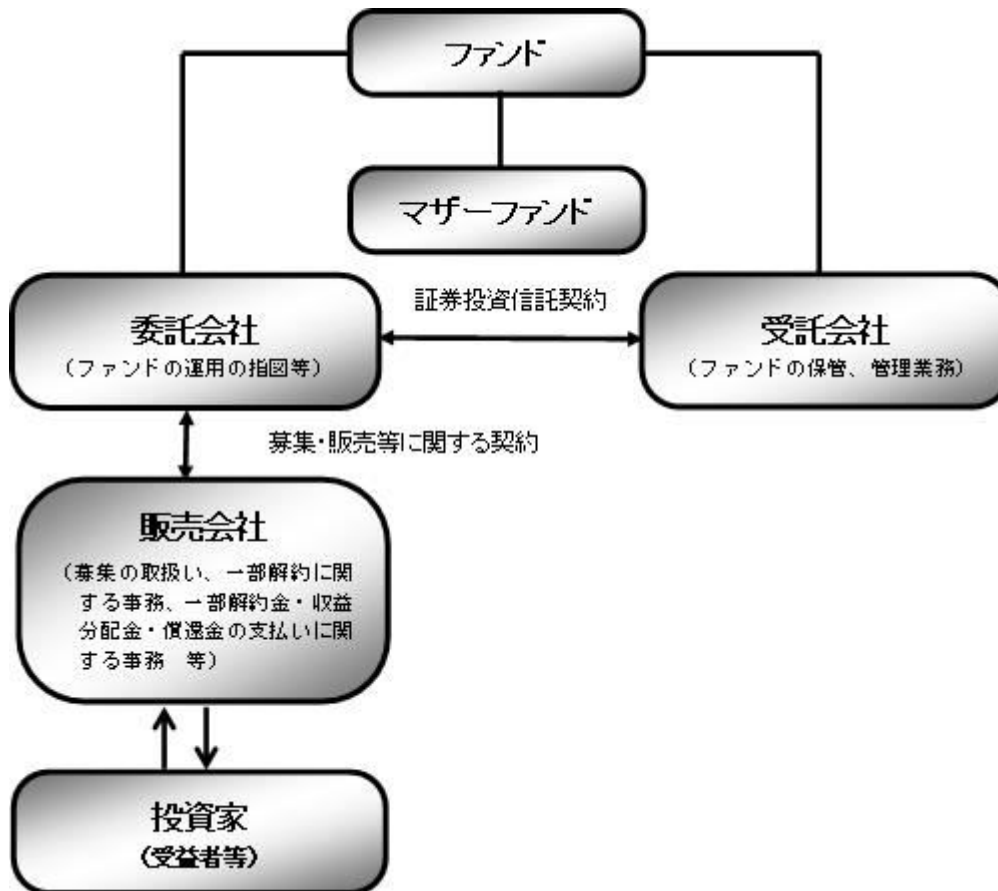 ファンド
マザーファンド
証券投資信託契約
委託会社
(ファンドの運用の指図等)
受託会社
(ファンドの保管、管理業務)
募集・販売等に関する契約
販売会社
(募集の取扱い、一部解約に関
する事務、一部解約金・収益
分配金・償還金の支払いに関
する事務　等)
投資家
(受益者等)